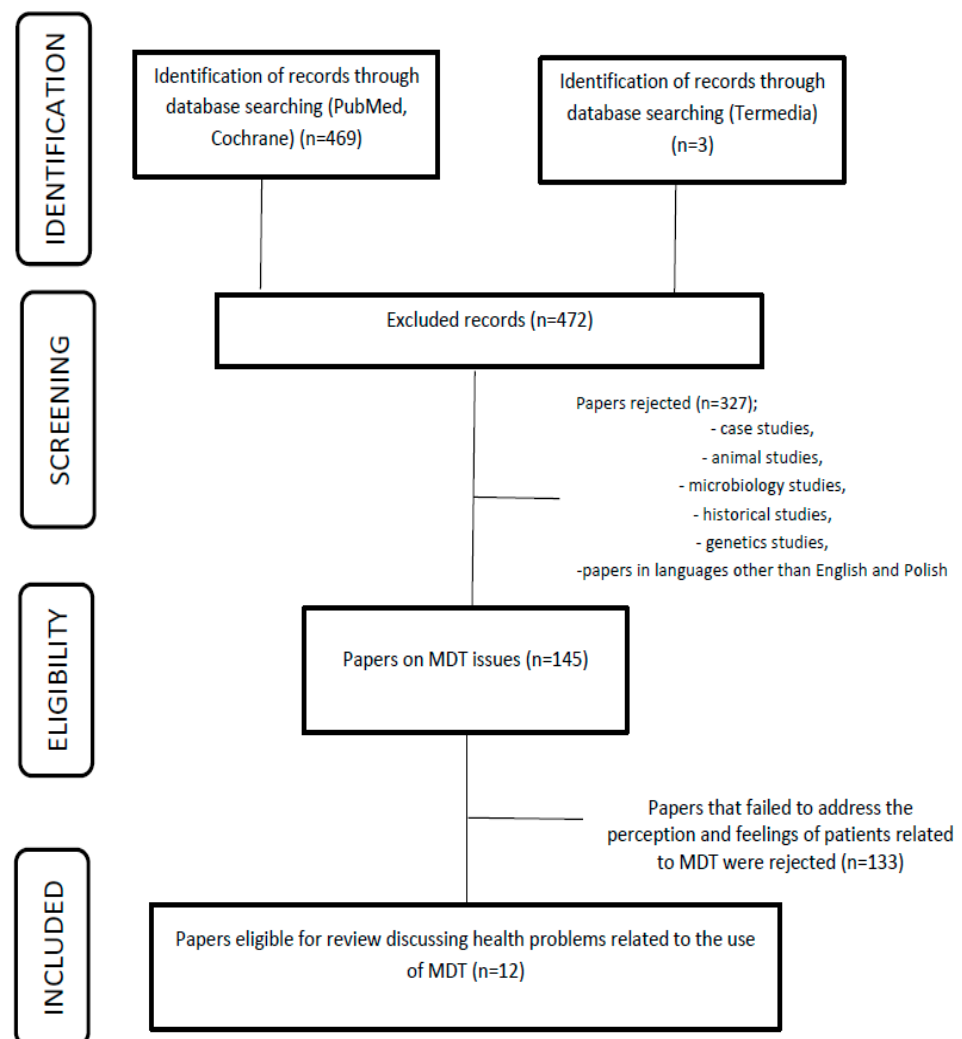 IDENTIFICATION
Identification of records through
database searching (PubMed,
Cochrane) (n=469)
Identification of records through
database searching (Termedia)
(n=3)
SCREENING
Excluded records (n=472)
Papers rejected (n=327);
- case studies,
- animal studies,
- microbiology studies,
- historical studies,
- genetics studies,
-papers in languages other than English and Polish
ELIGIBILITY
Papers on MDT issues (n=145)
Papers that failed to address the
perception and feelings of patients related
to MDT were rejected (n=133)
INCLUDED
Papers eligible for review discussing health problems related to the use
of MDT (n=12)